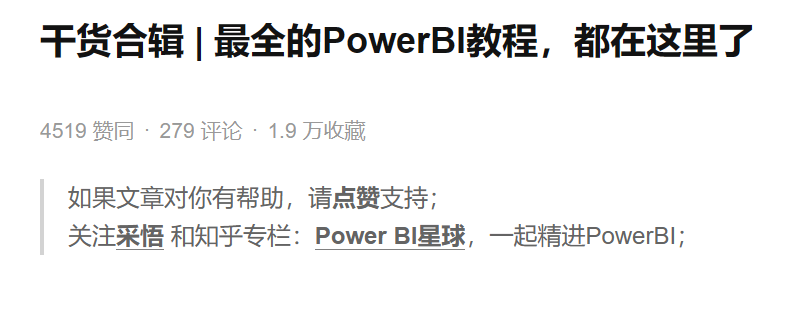 干货合辑 | 最全的PowerBI教程，都在这里了
4519 赞同 · 279 评论 · 1.9 万收藏
如果文章对你有帮助，请点赞支持；
关注采悟 和知乎专栏：Power BI星球，一起精进PowerBI；